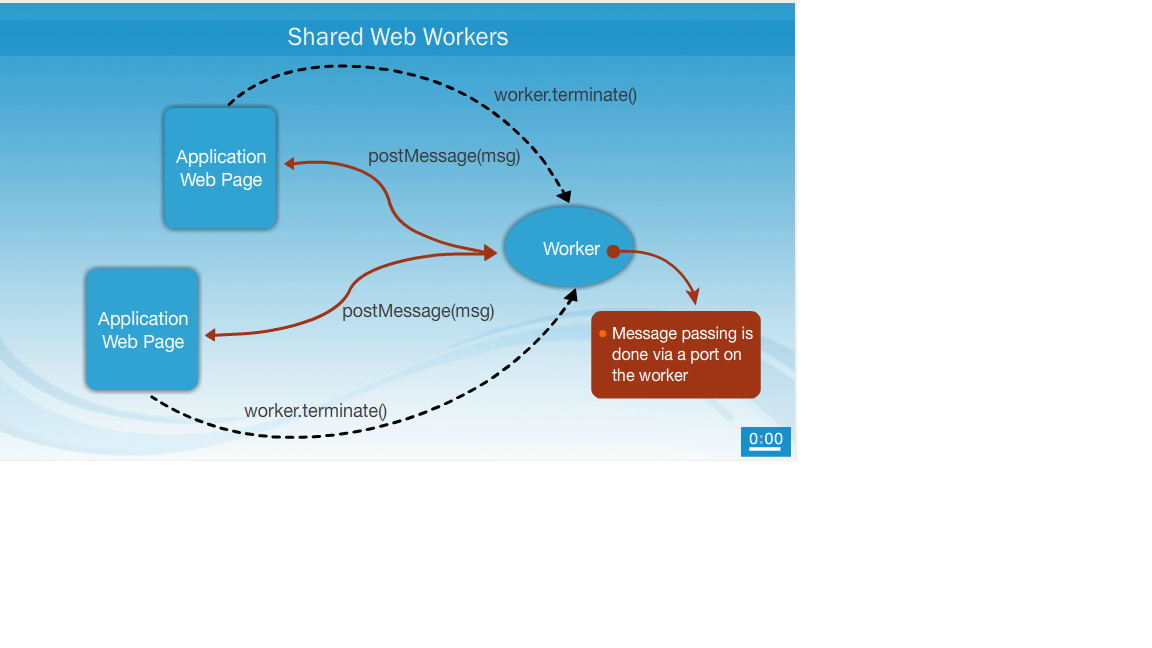 Shared Web Workers
worker.terminate()
Application
Web Page
postMessage(msg)
Worker
Application
Web Page
postMessage(msg)
Message passing is
done via a port on
the worker
worker.terminate()
0:00